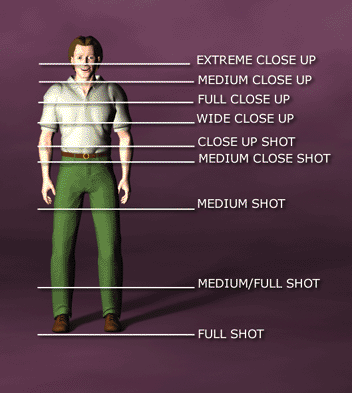 EXTREME CLOSE UP
MEDIUM CLOSE UP
FULL CLOSE UP
WIDE CLOSE UP
CLOSE UP SHOT
MEDIUM CLOSE SHOT
MEDIUM SHOT
MEDIUM/FULL SHOT
FULL SHOT